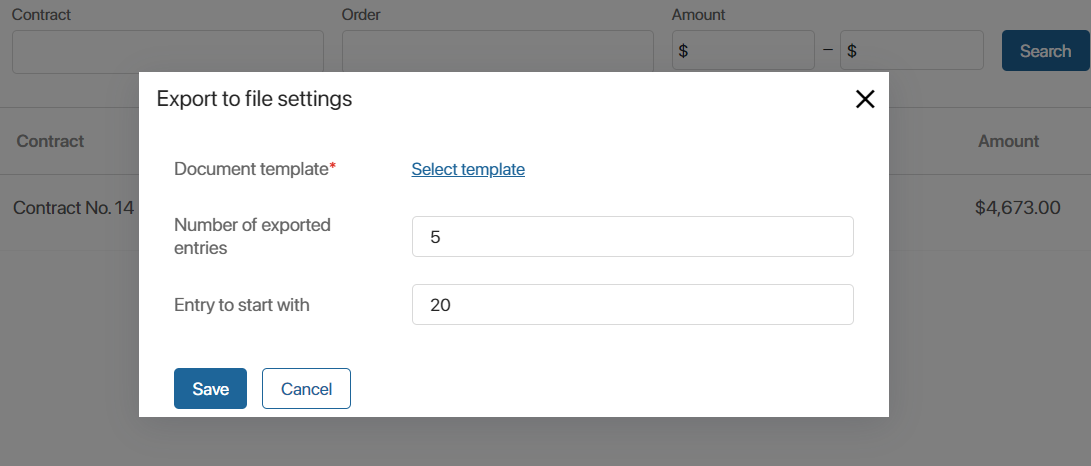 Contract Order Amount
$ – $ Search
Export to file settings
Contract Amount
Document template* Select template
Contract No. 14 $4,673.00
Number of exported
entries
5
Entry to start with 20
Save Cancel